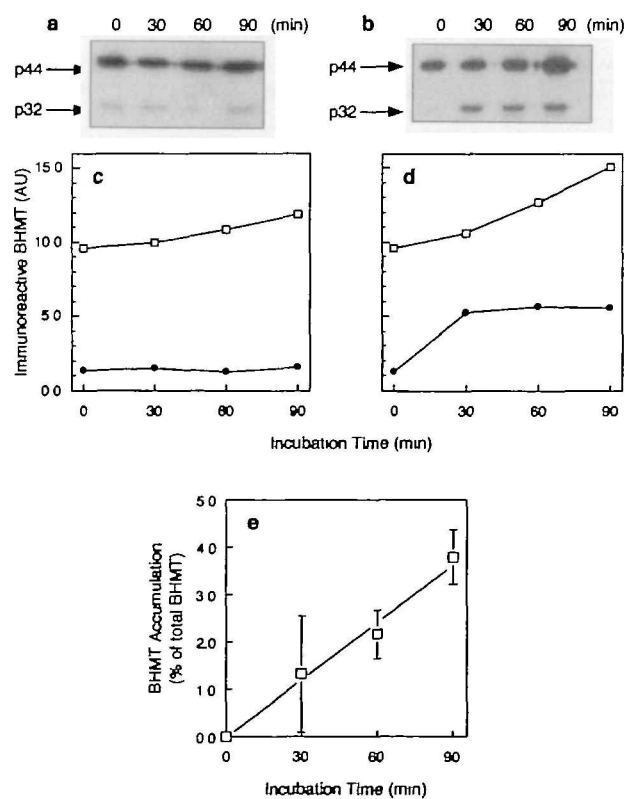 a 0 30 60 90 (min)
p44
p32
b 0 30 60 90 (min)
p44
p32
Immunoreactive BHMT (AU)
15 0
10 0
5.0
0 0
c
0 30 60 90
d
0 30 60 90
Incubation Time (min)
BHMT Accumulation
(% of total BHMT)
5 0
4.0
3.0
2.0
1.0
0 0
e
0 30 60 90
Incubation Time (min)